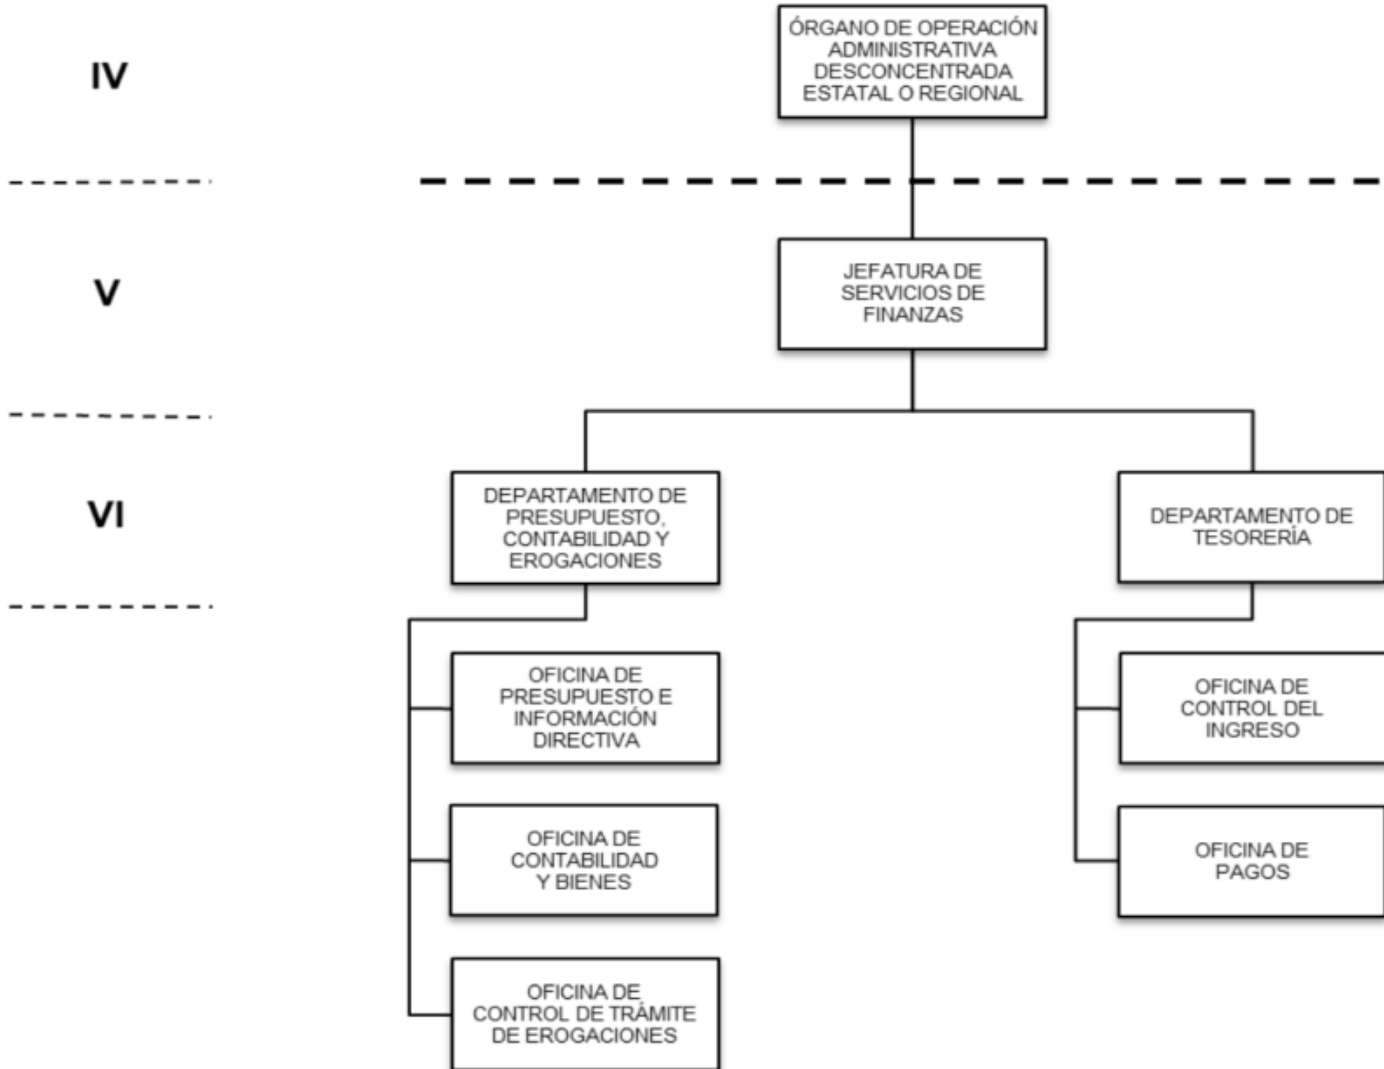 IV
ÓRGANO DE OPERACIÓN
ADMINISTRATIVA
DESCONCENTRADA
ESTATAL O REGIONAL
V
JEFATURA DE
SERVICIOS DE
FINANZAS
VI
DEPARTAMENTO DE
PRESUPUESTO,
CONTABILIDAD Y
EROGACIONES
DEPARTAMENTO DE
TESORERÍA
OFICINA DE
PRESUPUESTO E
INFORMACIÓN
DIRECTIVA
OFICINA DE
CONTROL DEL
INGRESO
OFICINA DE
CONTABILIDAD
Y BIENES
OFICINA DE
PAGOS
OFICINA DE
CONTROL DE TRÁMITE
DE EROGACIONES